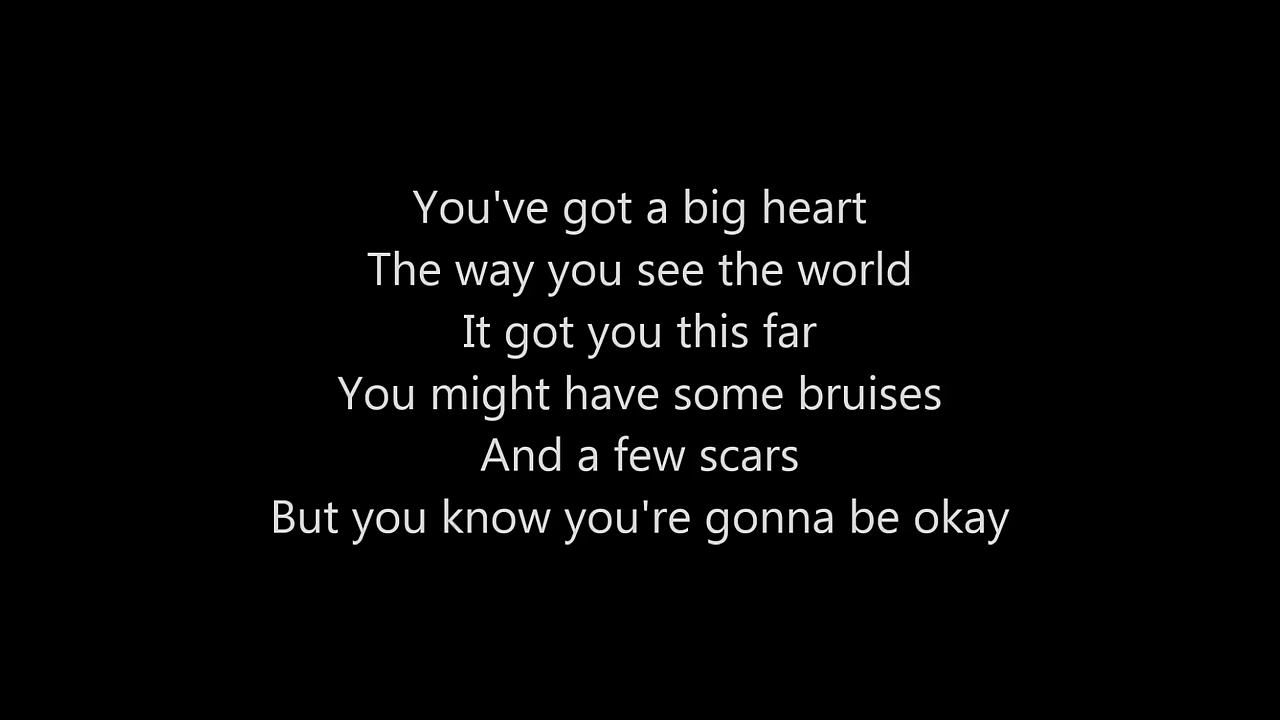 You've got a big heart
The way you see the world
It got you this far
You might have some bruises
And a few scars
But you know you're gonna be okay